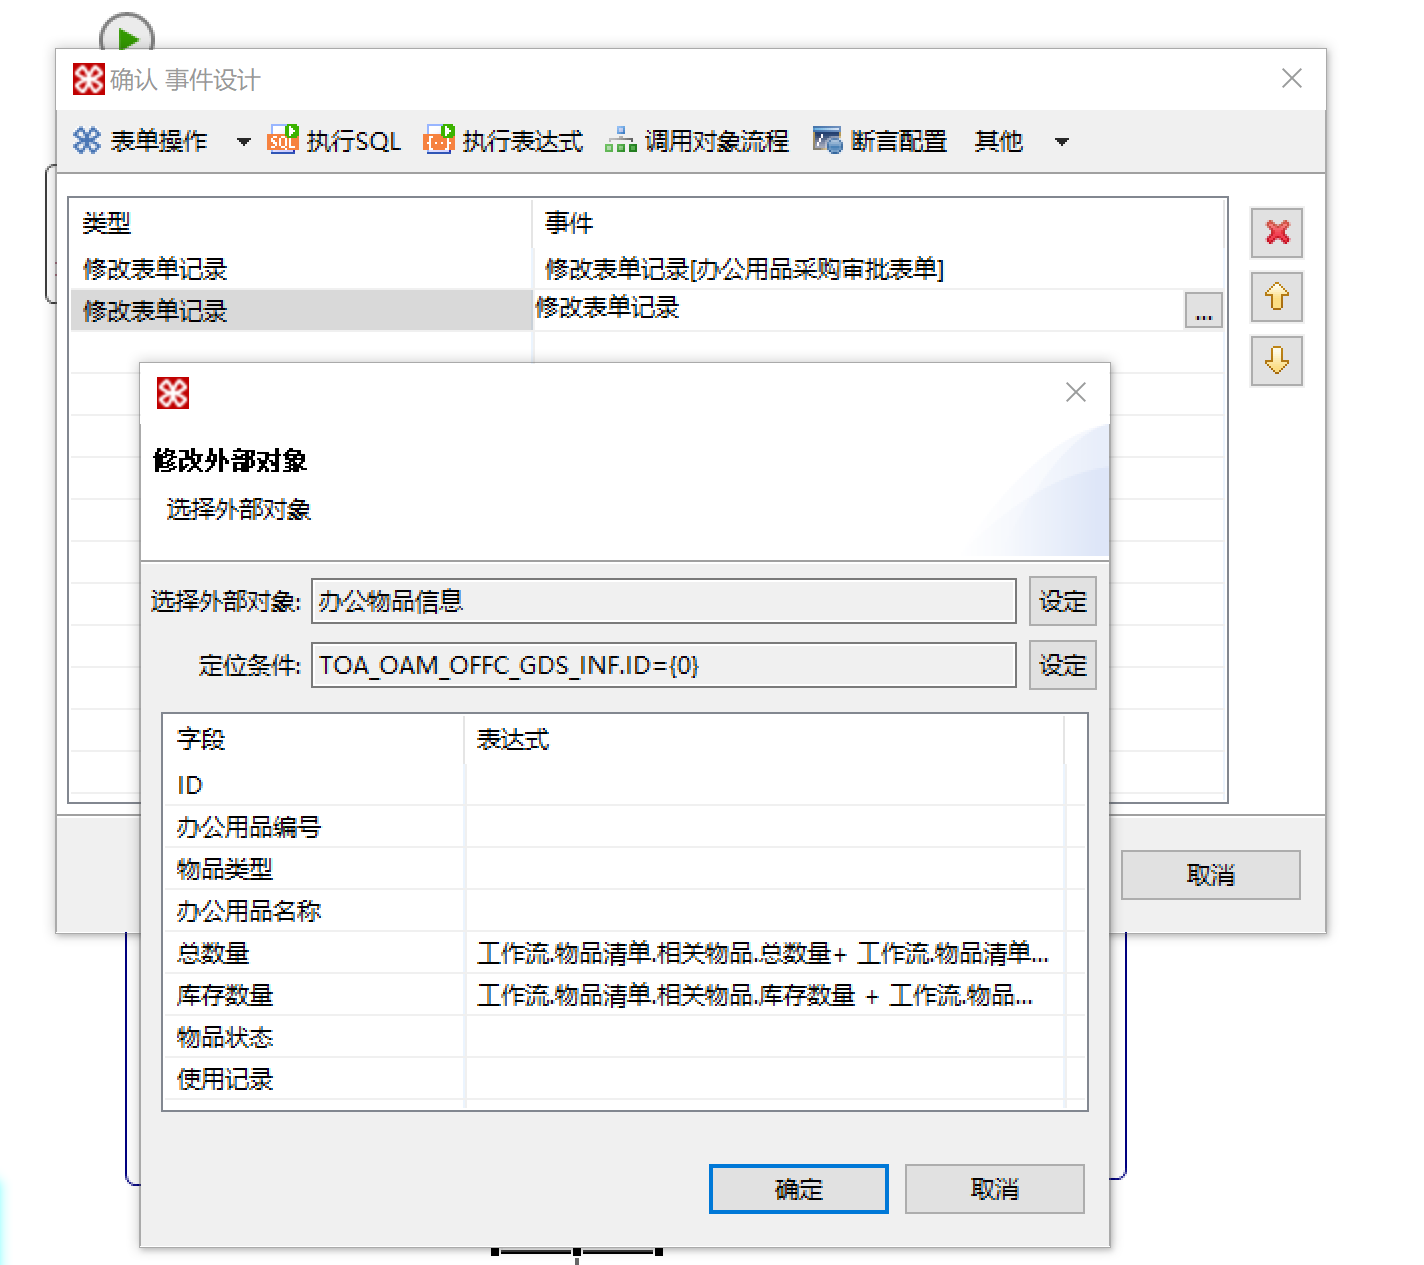 确认 事件设计
表单操作 执行SQL 执行表达式 调用对象流程 断言配置 其他
类型 事件
修改表单记录 修改表单记录[办公用品采购审批表单]
修改表单记录 修改表单记录 ...
修改外部对象
选择外部对象
选择外部对象: 办公物品信息 设定
定位条件: TOA_OAM_OFFC_GDS_INF.ID={0} 设定
字段 表达式
ID
办公用品编号
物品类型
办公用品名称
总数量 工作流.物品清单.相关物品.总数量+ 工作流.物品清单...
库存数量 工作流.物品清单.相关物品.库存数量 + 工作流.物品...
物品状态
使用记录
取消
确定 取消